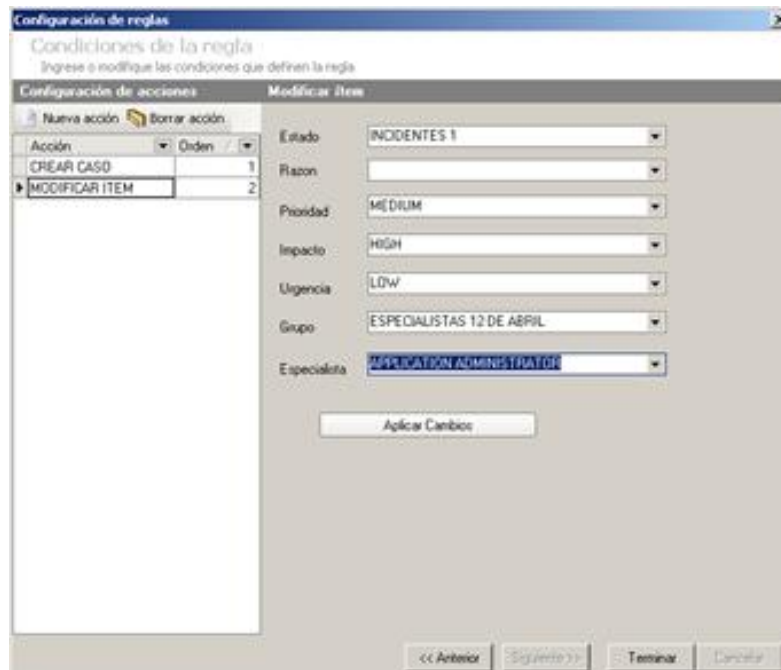 Configuración de reglas
Condiciones de la regla
Ingrese o modifique las condiciones que definen la regla
Configuración de acciones
Nueva acción Borrar acción
Acción Orden
CREAR CASO 1
MODIFICAR ITEM 2
Modificar ítem
Estado INCIDENTES 1
Razon
Prioridad MEDIUM
Impacto HIGH
Urgencia LOW
Grupo ESPECIALISTAS 12 DE ABRIL
Especialista APPLICATION ADMINISTRATOR
Aplicar Cambios
<< Anterior Siguiente >> Terminar Cancelar